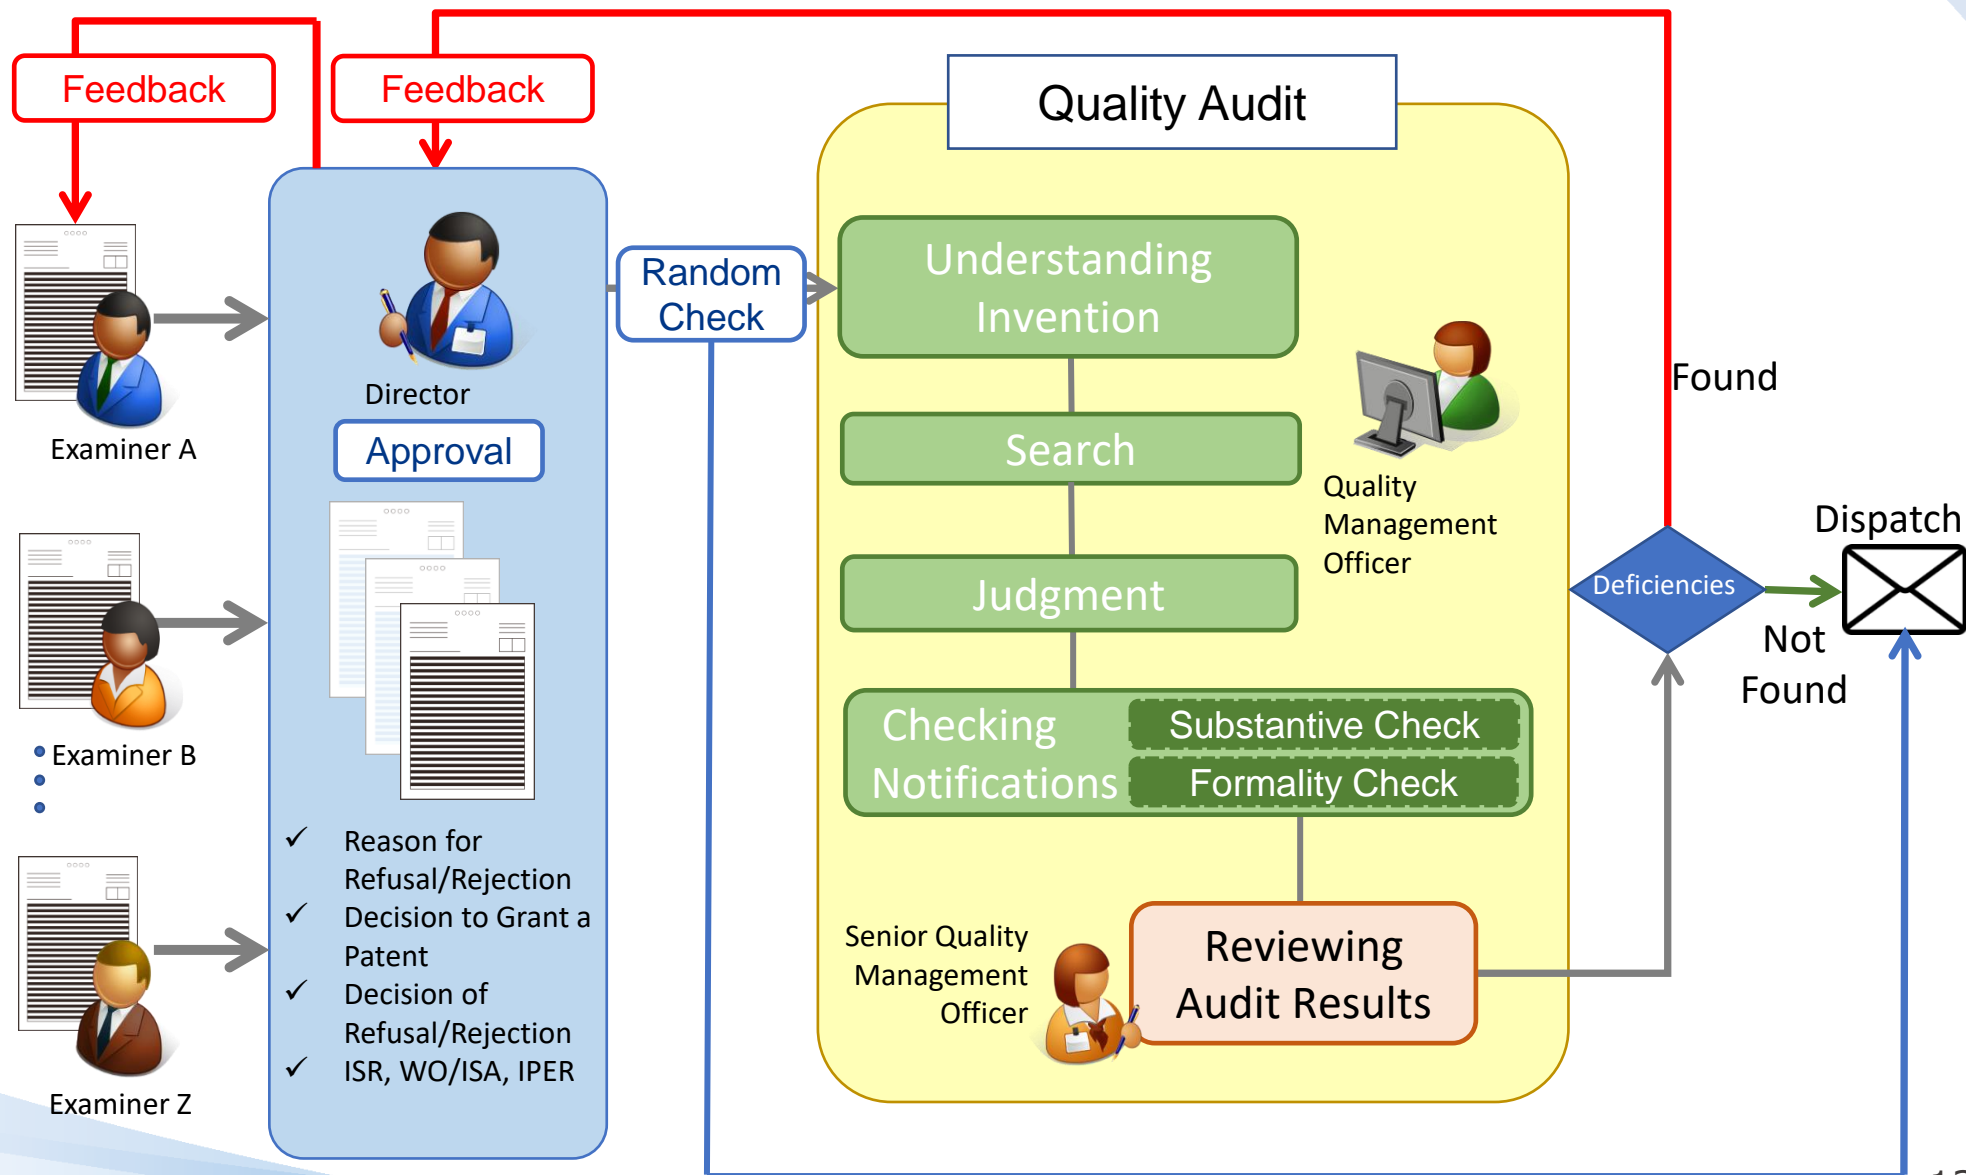 Feedback
Feedback
Quality Audit
Examiner A
Examiner B
Examiner Z
Director
Approval
✓ Reason for
Refusal/Rejection
✓ Decision to Grant a
Patent
✓ Decision of
Refusal/Rejection
✓ ISR, WO/ISA, IPER
Random
Check
Understanding
Invention
Search
Judgment
Checking
Notifications
Substantive Check
Formality Check
Quality
Management
Officer
Senior Quality
Management
Officer
Reviewing
Audit Results
Deficiencies
Found
Not
Found
Dispatch